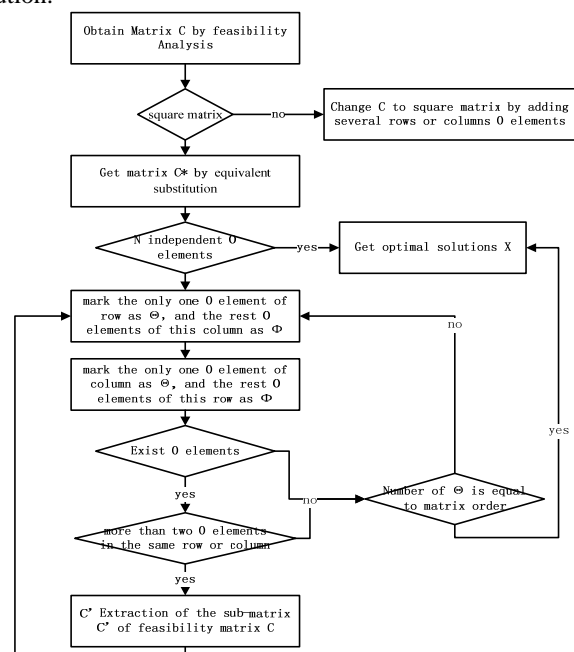 Obtain Matrix C by feasibility
Analysis
square matrix
no
Change C to square matrix by adding
several rows or columns 0 elements
Get matrix C* by equivalent
substitution
N independent 0
elements
yes
Get optimal solutions X
mark the only one 0 element of
row as Θ, and the rest 0
elements of this column as Φ
no
mark the only one 0 element of
column as Θ, and the rest 0
elements of this row as Φ
yes
Exist 0 elements
yes
no
Number of Θ is equal
to matrix order
more than two 0 elements
in the same row or column
yes
C' Extraction of the sub-matrix
C' of feasibility matrix C